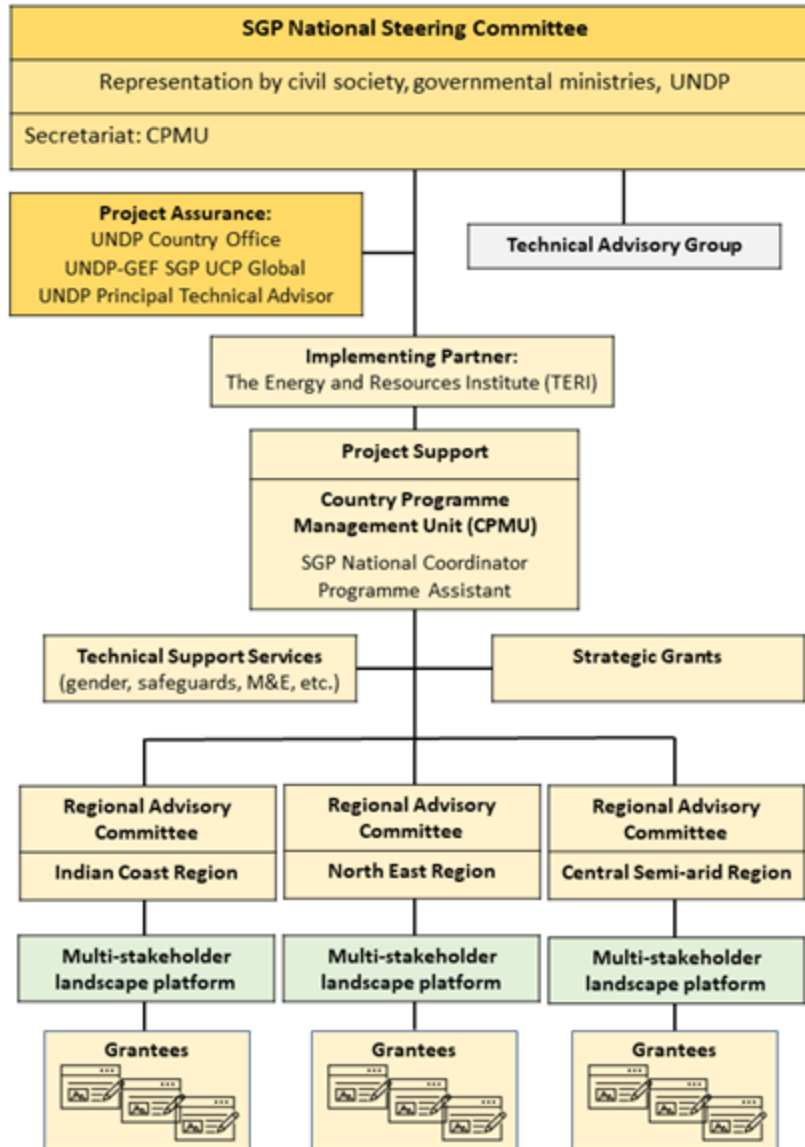 SGP National Steering Committee
Representation by civil society, governmental ministries, UNDP
Secretariat: CPMU
Project Assurance:
UNDP Country Office
UNDP-GEF SGP UCP Global
UNDP Principal Technical Advisor
Technical Advisory Group
Implementing Partner:
The Energy and Resources Institute (TERI)
Project Support
Country Programme
Management Unit (CPMU)
SGP National Coordinator
Programme Assistant
Technical Support Services
(gender, safeguards, M&E, etc.)
Strategic Grants
Regional Advisory
Committee
Indian Coast Region
Regional Advisory
Committee
North East Region
Regional Advisory
Committee
Central Semi-arid Region
Multi-stakeholder
landscape platform
Multi-stakeholder
landscape platform
Multi-stakeholder
landscape platform
Grantees
Grantees
Grantees